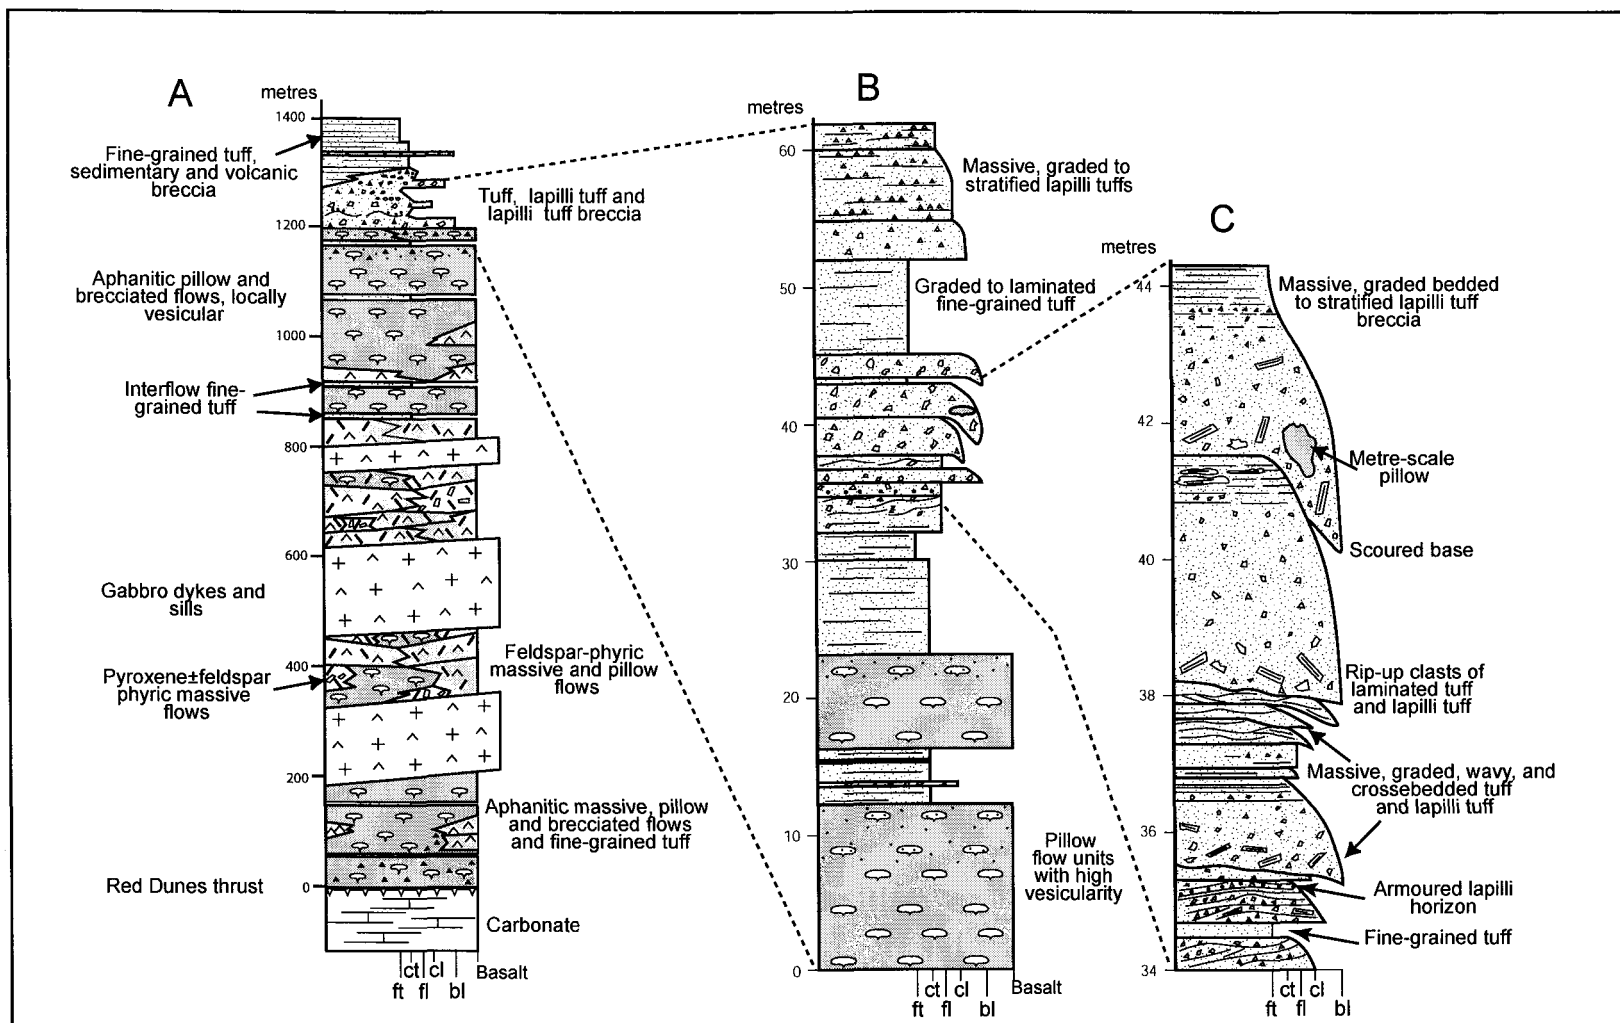 A
metres
1400
Fine-grained tuff,
sedimentary and volcanic
breccia
1200
Tuff, lapilli tuff and
lapilli tuff breccia
Aphanitic pillow and
brecciated flows, locally
vesicular
1000
Interflow fine-
grained tuff
800
600
Gabbro dykes and
sills
Feldspar-phyric
massive and pillow
flows
400
Pyroxene±feldspar
phyric massive
flows
200
Aphanitic massive, pillow
and brecciated flows
and fine-grained tuff
Red Dunes thrust
0
Carbonate
ft
ct
fl
cl
bl
Basalt
B
metres
60
Massive, graded to
stratified lapilli tuffs
50
Graded to laminated
fine-grained tuff
40
30
20
10
Pillow
flow units
with high
vesicularity
0
ft
ct
fl
cl
bl
Basalt
C
metres
44
Massive, graded bedded
to stratified lapilli tuff
breccia
42
Metre-scale
pillow
Scoured base
40
Rip-up clasts of
laminated tuff
and lapilli tuff
38
Massive, graded, wavy, and
crossebedded tuff
and lapilli tuff
36
Armoured lapilli
horizon
Fine-grained tuff
34
ft
ct
fl
cl
bl